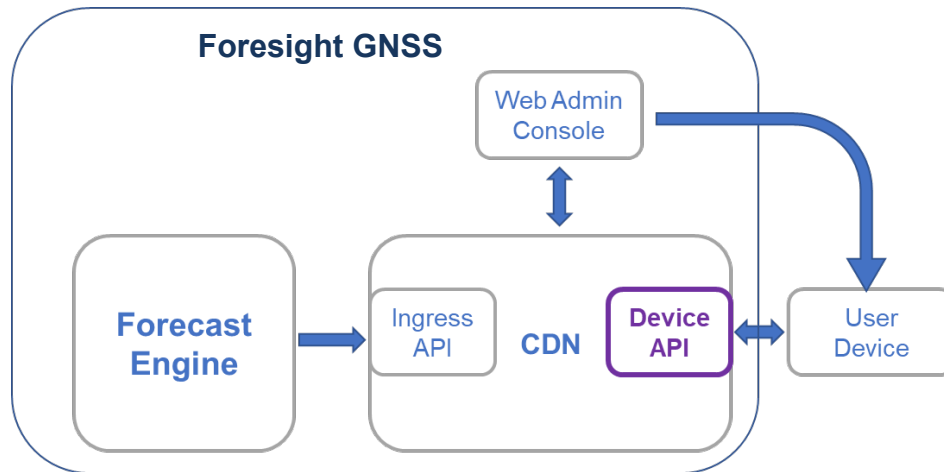 Foresight GNSS
Web Admin
Console
Forecast
Engine
Ingress
API
CDN
Device
API
User
Device